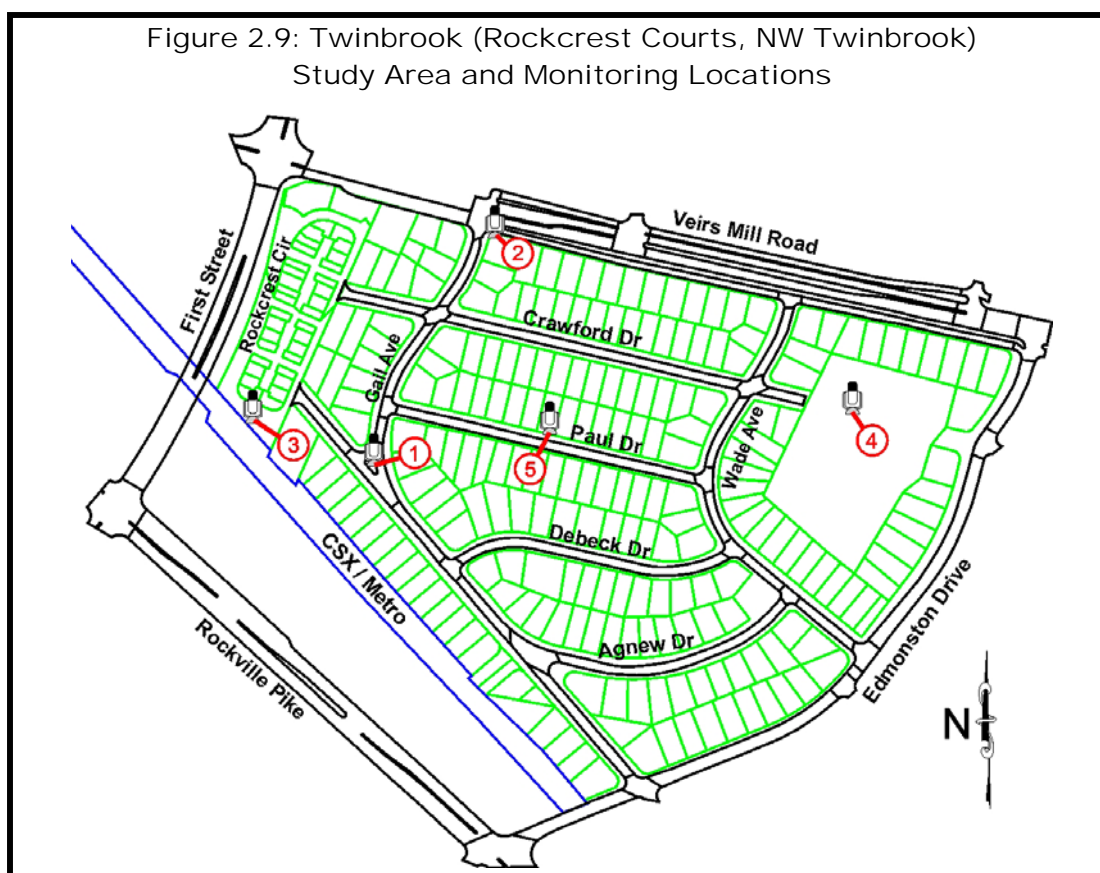 Figure 2.9: Twinbrook (Rockcrest Courts, NW Twinbrook)
Study Area and Monitoring Locations
Veirs Mill Road
2
First Street
Rockcrest Cir
Crawford Dr
Gail Ave
4
3
1
5
Paul Dr
Wade Ave
Debeck Dr
CSX / Metro
Agnew Dr
Edmonston Drive
Rockville Pike
N